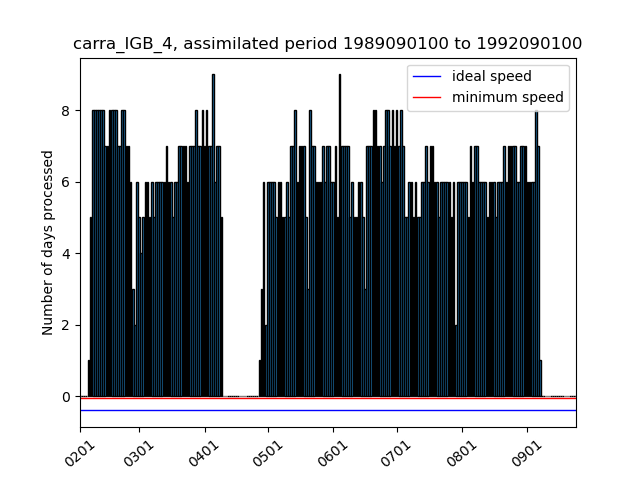 carra_IGB_4, assimilated period 1989090100 to 1992090100
ideal speed
minimum speed
Number of days processed
8
6
4
2
0
0201 0301 0401 0501 0601 0701 0801 0901